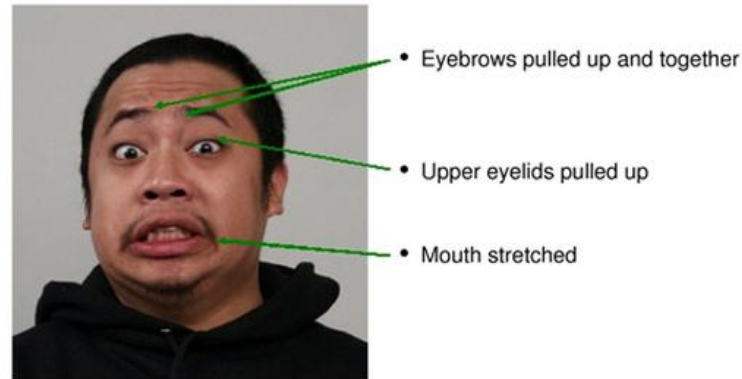 • Eyebrows pulled up and together
• Upper eyelids pulled up
• Mouth stretched